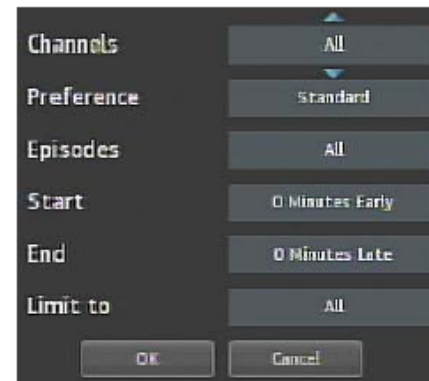 Channels All
Preference Standard
Episodes All
Start 0 Minutes Early
End 0 Minutes Late
Limit to All
OK Cancel